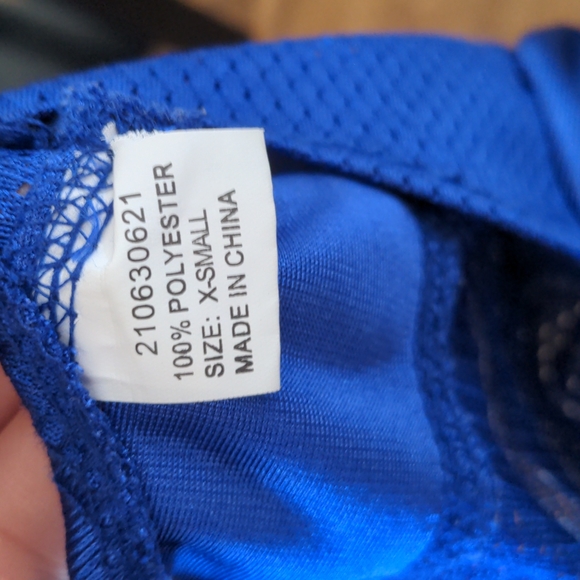 210630621
100% POLYESTER
SIZE: X-SMALL
MADE IN CHINA